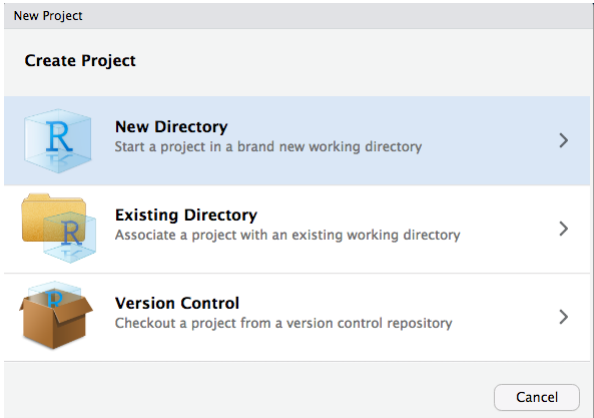 New Project
Create Project
R
New Directory
Start a project in a brand new working directory
R
Existing Directory
Associate a project with an existing working directory
R
Version Control
Checkout a project from a version control repository
Cancel